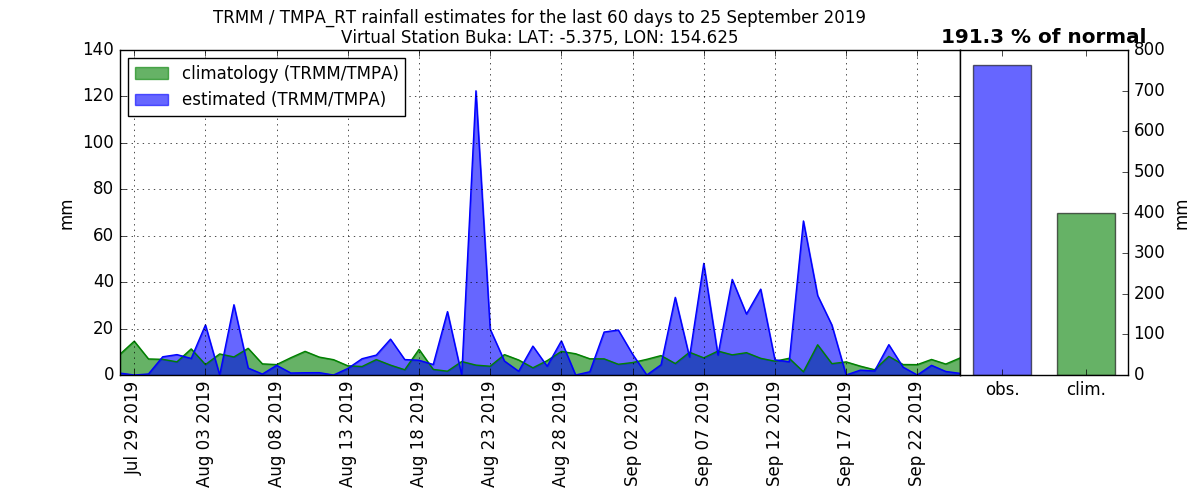 TRMM / TMPA_RT rainfall estimates for the last 60 days to 25 September 2019
Virtual Station Buka: LAT: -5.375, LON: 154.625
191.3 % of normal
climatology (TRMM/TMPA)
estimated (TRMM/TMPA)
140
120
100
80
60
40
20
0
mm
Jul 29 2019
Aug 03 2019
Aug 08 2019
Aug 13 2019
Aug 18 2019
Aug 23 2019
Aug 28 2019
Sep 02 2019
Sep 07 2019
Sep 12 2019
Sep 17 2019
Sep 22 2019
obs.
clim.
800
700
600
500
400
300
200
100
0
mm